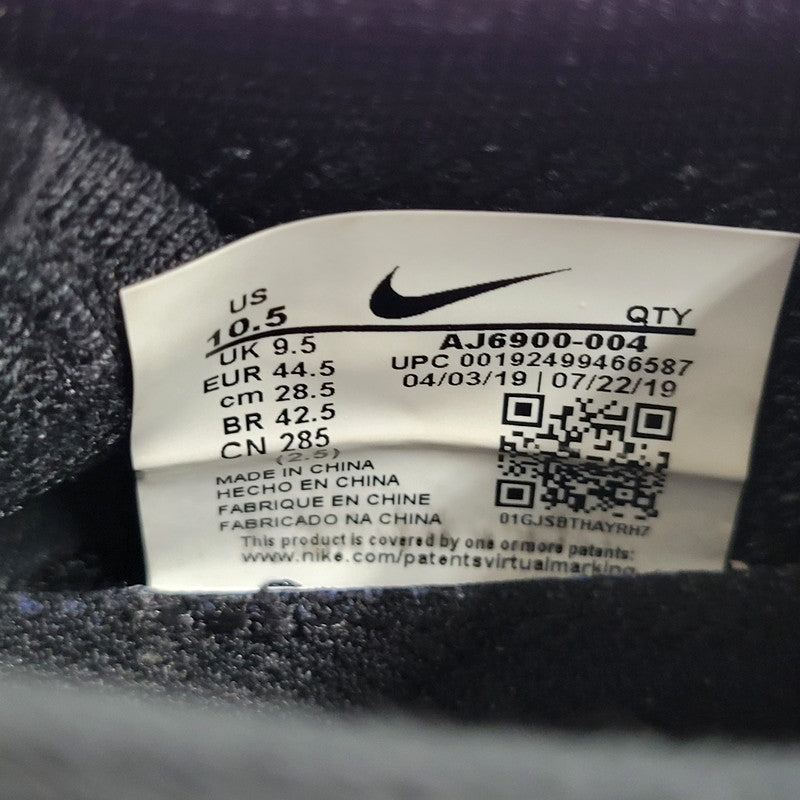 US
10.5
UK 9.5
EUR 44.5
cm 28.5
BR 42.5
CN 285
(2.5)
QTY
AJ6900-004
UPC 00192499466587
04/03/19 | 07/22/19
01GJSBTHAYRHZ
MADE IN CHINA
HECHO EN CHINA
FABRIQUE EN CHINE
FABRICADO NA CHINA
This product is covered by one or more patents:
www.nike.com/patentsvirtualmarking